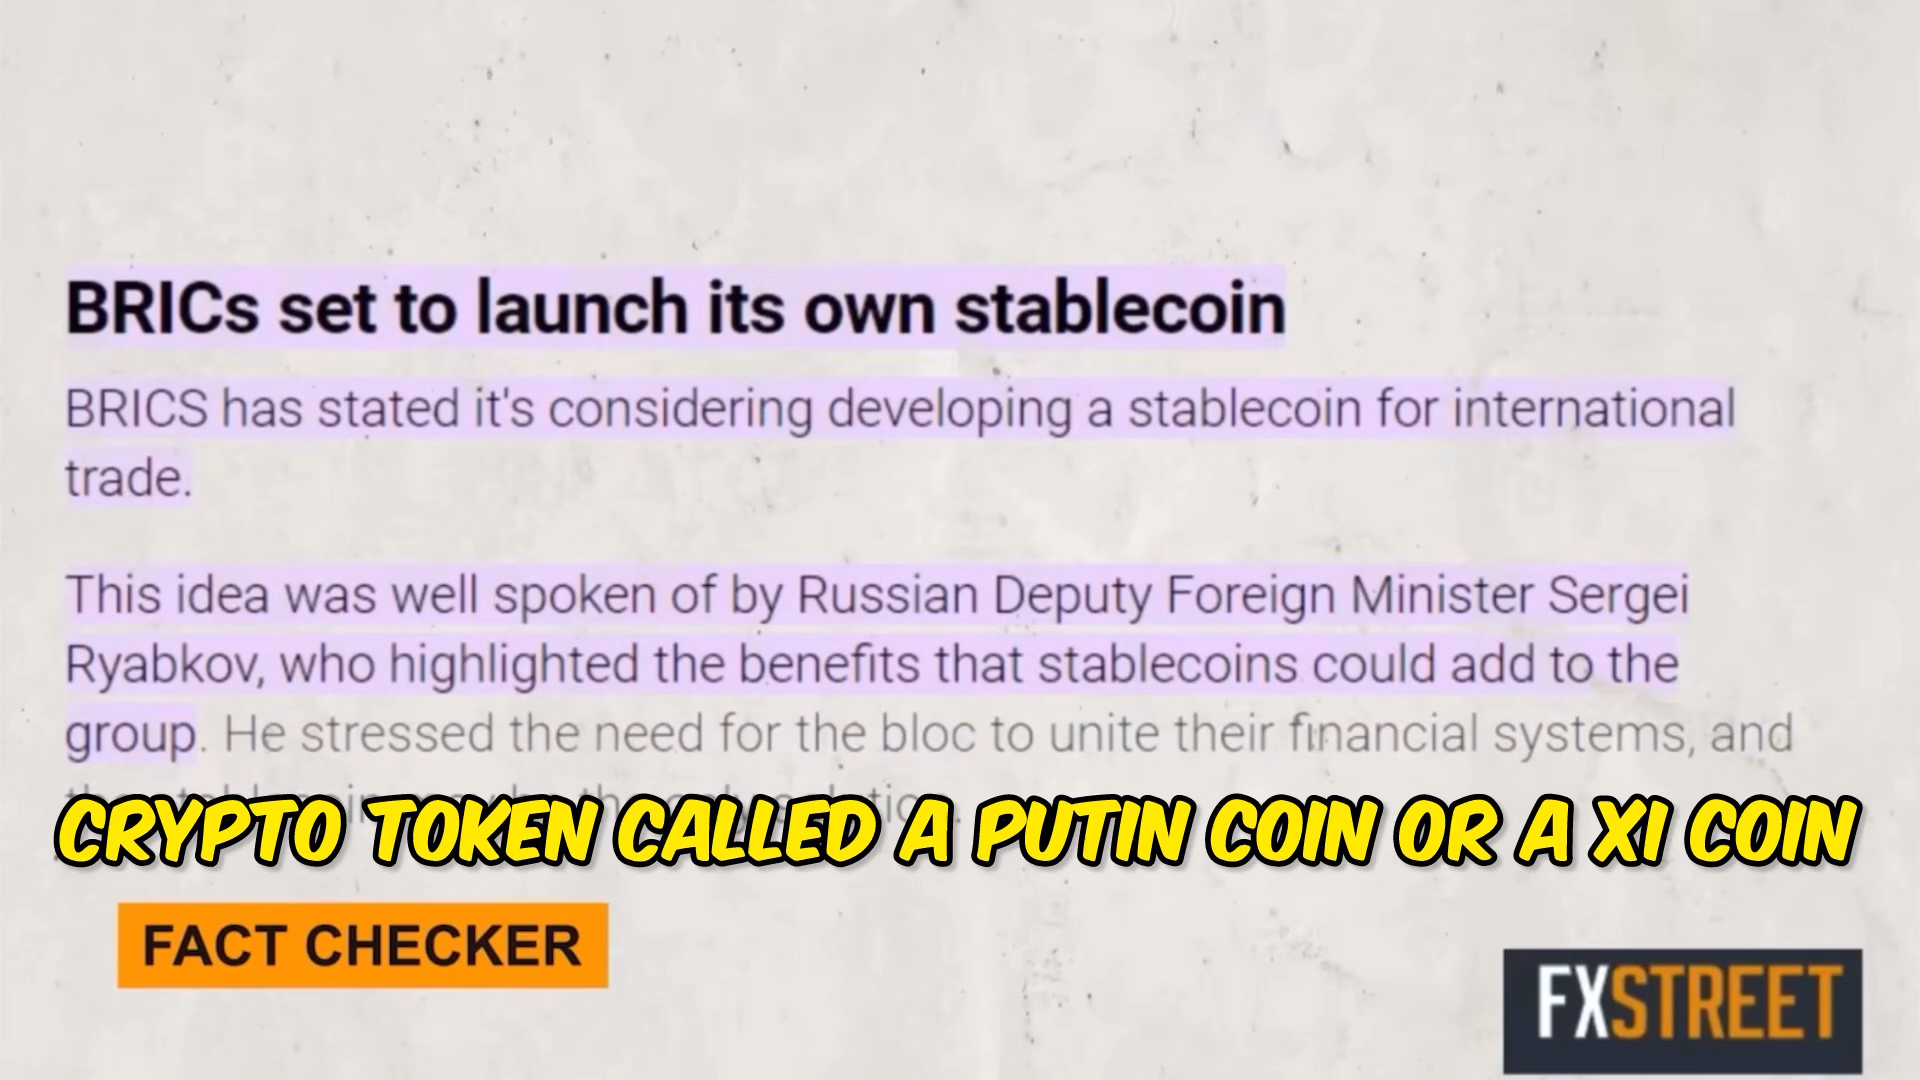 BRICs set to launch its own stablecoin
BRICS has stated it's considering developing a stablecoin for international
trade.
This idea was well spoken of by Russian Deputy Foreign Minister Sergei
Ryabkov, who highlighted the benefits that stablecoins could add to the
group. He stressed the need for the bloc to unite their financial systems, and
CRYPTO TOKEN CALLED A PUTIN COIN OR A XI COIN
FACT CHECKER
FXSTREET